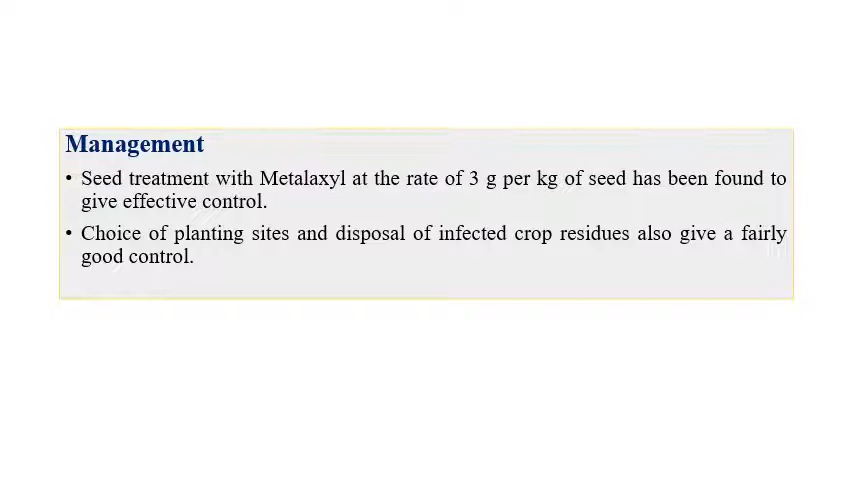 Management
• Seed treatment with Metalaxyl at the rate of 3 g per kg of seed has been found to
give effective control.
• Choice of planting sites and disposal of infected crop residues also give a fairly
good control.